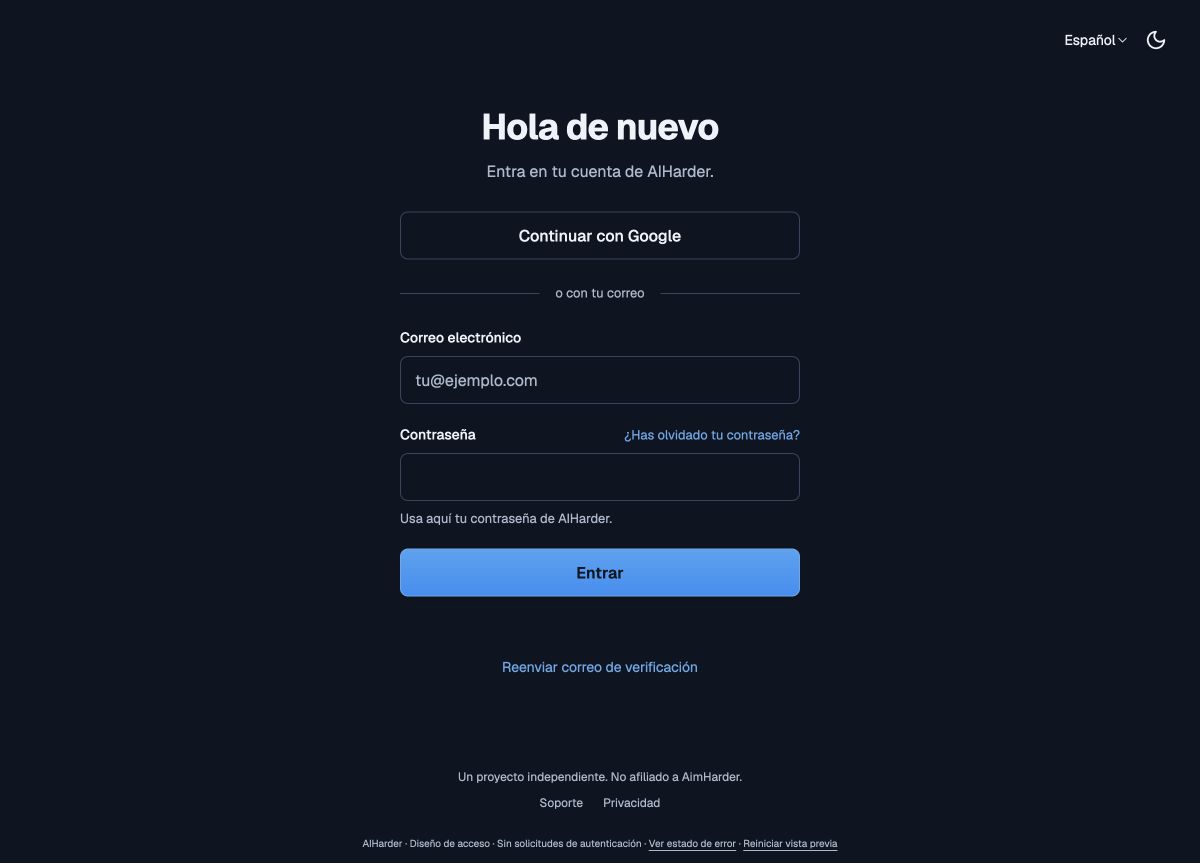 Español
Hola de nuevo
Entra en tu cuenta de AIHarder.
Continuar con Google
o con tu correo
Correo electrónico
tu@ejemplo.com
Contraseña ¿Has olvidado tu contraseña?
Usa aquí tu contraseña de AIHarder.
Entrar
Reenviar correo de verificación
Un proyecto independiente. No afiliado a AimHarder.
Soporte Privacidad
AIHarder · Diseño de acceso · Sin solicitudes de autenticación · Ver estado de error · Reiniciar vista previa